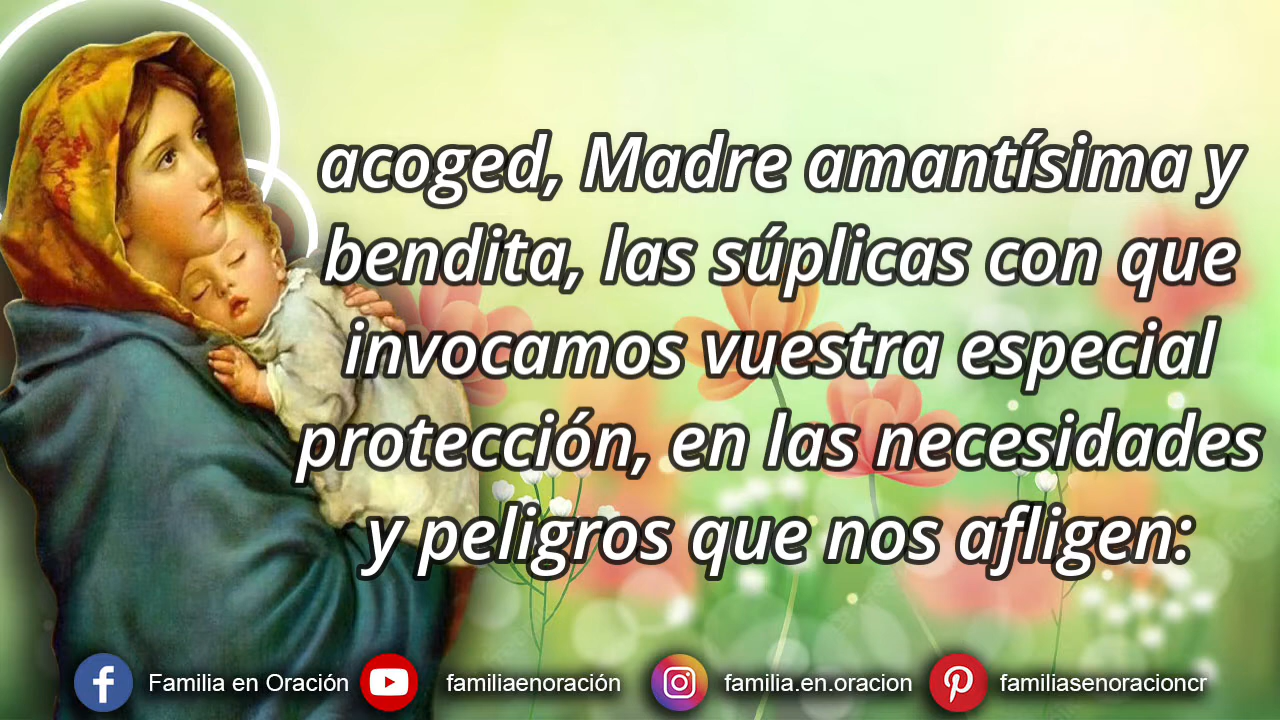 acoged, Madre amantísima y
bendita, las súplicas con que
invocamos vuestra especial
protección, en las necesidades
y peligros que nos afligen:
Familia en Oración familiaenoración familia.en.oracion familiasenoracioncr